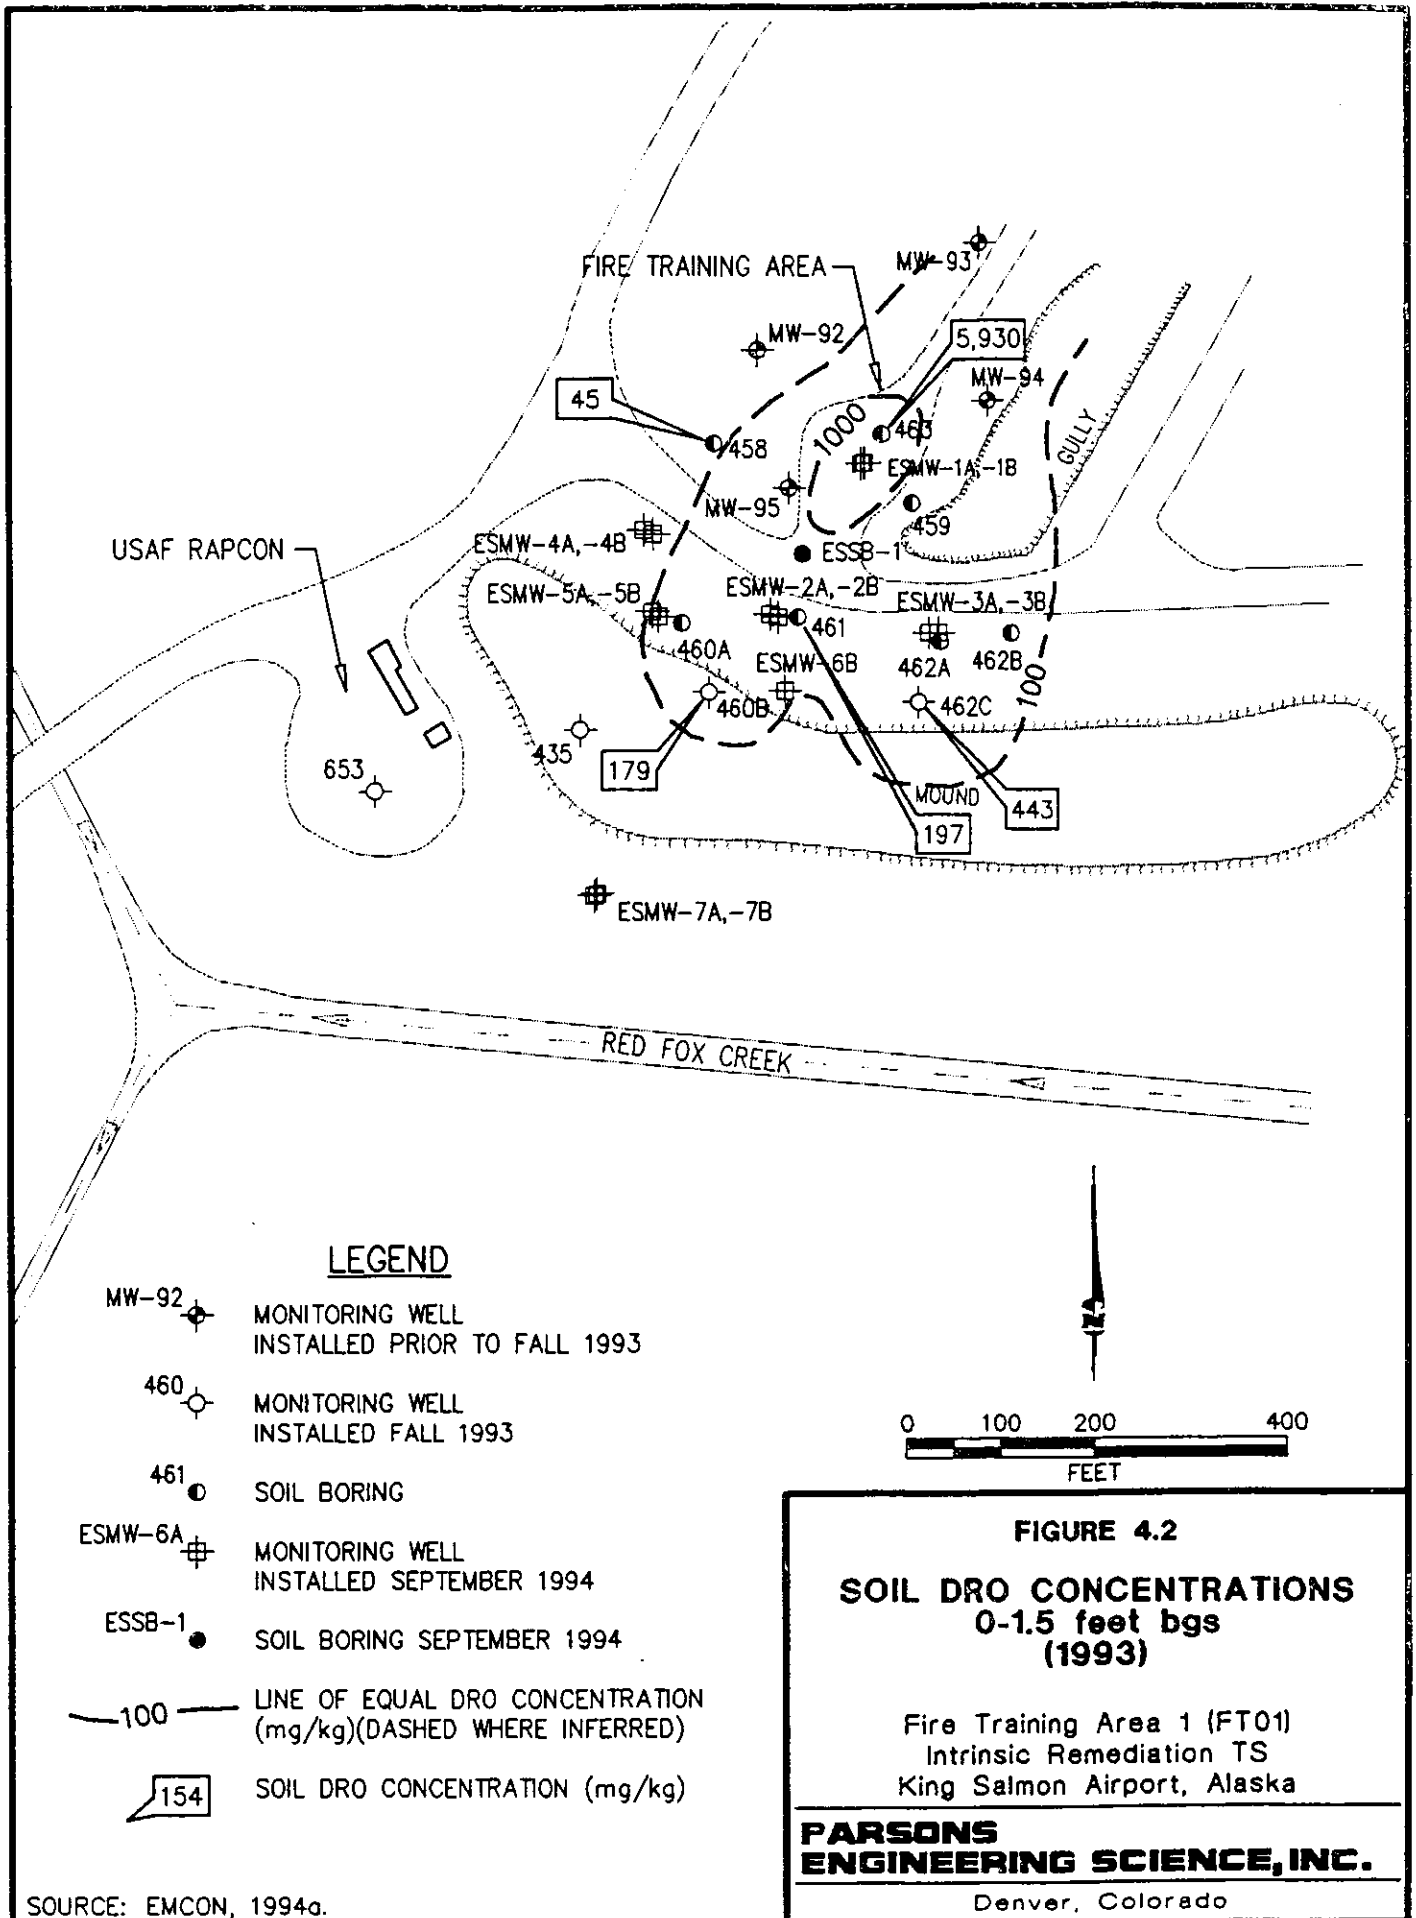 MW-93
FIRE TRAINING AREA
MW-92
5,930
MW-94
45
1000
463
458
GULLY
ESMW-1A,-1B
MW-95
459
USAF RAPCON
ESMW-4A,-4B
ESSB-1
ESMW-5A,-5B
ESMW-2A,-2B
ESMW-3A,-3B
461
460A
ESMW-6B
462A
462B
100
460B
462C
435
179
653
MOUND
443
197
ESMW-7A,-7B
RED FOX CREEK
LEGEND
MW-92
MONITORING WELL
INSTALLED PRIOR TO FALL 1993
460
MONITORING WELL
INSTALLED FALL 1993
461
SOIL BORING
ESMW-6A
MONITORING WELL
INSTALLED SEPTEMBER 1994
ESSB-1
SOIL BORING SEPTEMBER 1994
100
LINE OF EQUAL DRO CONCENTRATION
(mg/kg)(DASHED WHERE INFERRED)
154
SOIL DRO CONCENTRATION (mg/kg)
SOURCE: EMCON, 1994a.
0 100 200 400
FEET
FIGURE 4.2
SOIL DRO CONCENTRATIONS
0-1.5 feet bgs
(1993)
Fire Training Area 1 (FT01)
Intrinsic Remediation TS
King Salmon Airport, Alaska
PARSONS
ENGINEERING SCIENCE, INC.
Denver, Colorado